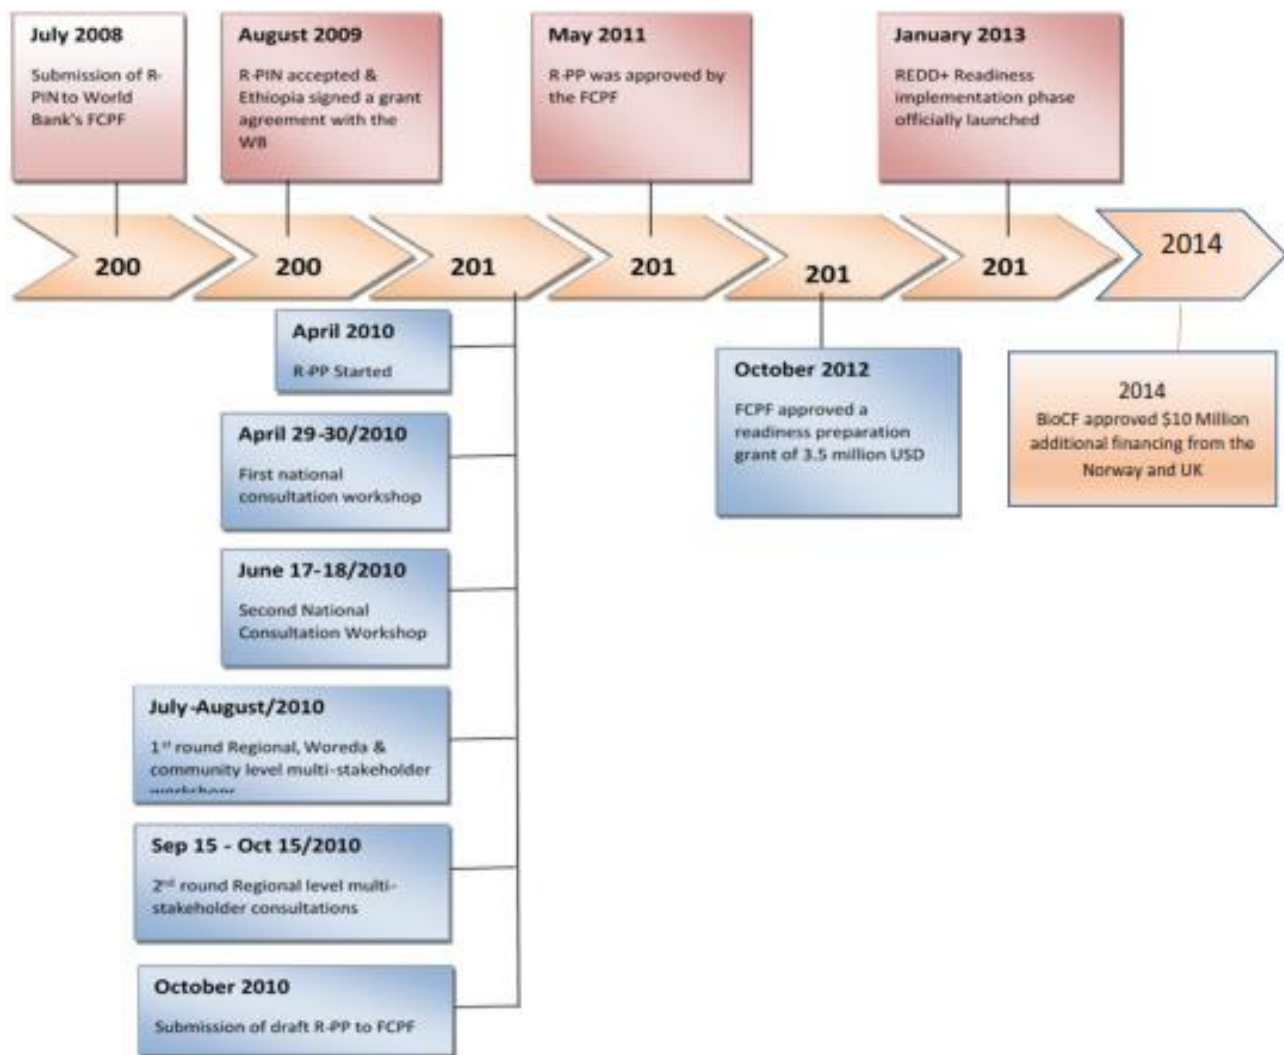 July 2008
Submission of R-
PIN to World
Bank's FCPF
August 2009
R-PIN accepted &
Ethiopia signed a grant
agreement with the
WB
May 2011
R-PP was approved by
the FCPF
January 2013
REDD+ Readiness
implementation phase
officially launched
200
200
201
201
201
201
2014
April 2010
R-PP Started
April 29-30/2010
First national
consultation workshop
June 17-18/2010
Second National
Consultation Workshop
July-August/2010
1st round Regional, Woreda &
community level multi-stakeholder
workshops
Sep 15 - Oct 15/2010
2nd round Regional level multi-
stakeholder consultations
October 2010
Submission of draft R-PP to FCPF
October 2012
FCPF approved a
readiness preparation
grant of 3.5 million USD
2014
BioCF approved $10 Million
additional financing from the
Norway and UK